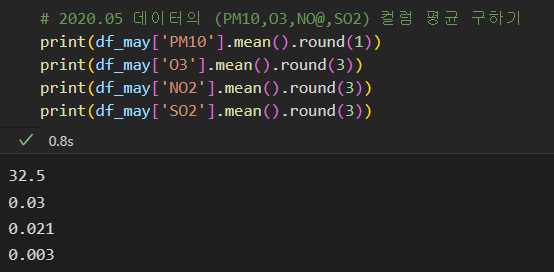 # 2020.05 데이터의 (PM10,O3,NO@,SO2) 컬럼 평균 구하기
print(df_may['PM10'].mean().round(1))
print(df_may['O3'].mean().round(3))
print(df_may['NO2'].mean().round(3))
print(df_may['SO2'].mean().round(3))
0.8s
32.5
0.03
0.021
0.003